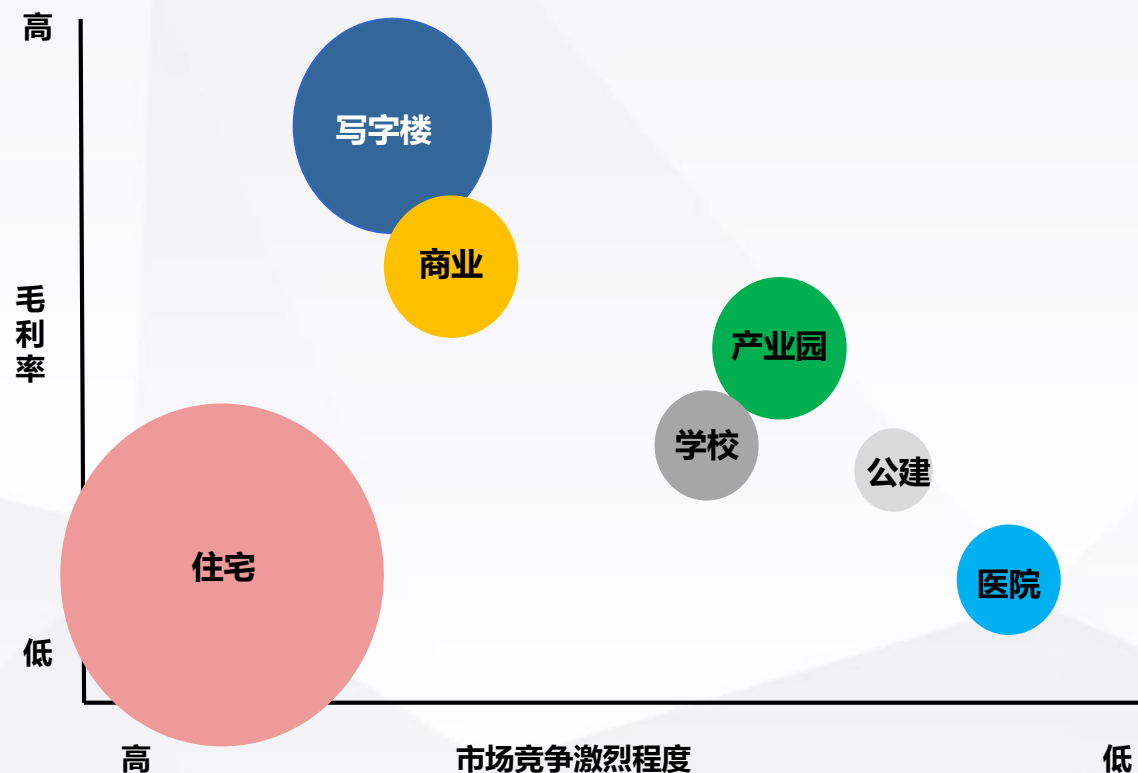 高
写字楼
商业
毛
利
率
产业园
学校
公建
住宅
医院
低
高
市场竞争激烈程度
低